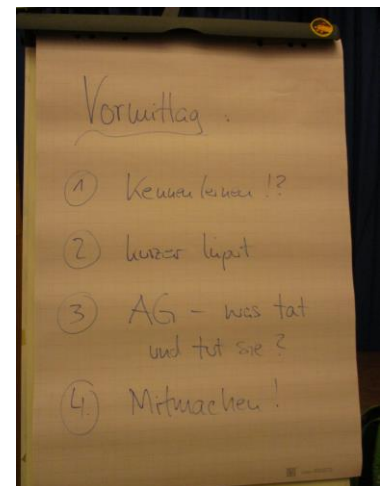 Vormittag:
1 Kennenlernen!?
2 kurzer Input
3 AG – was tat
und tut sie?
4. Mitmachen!